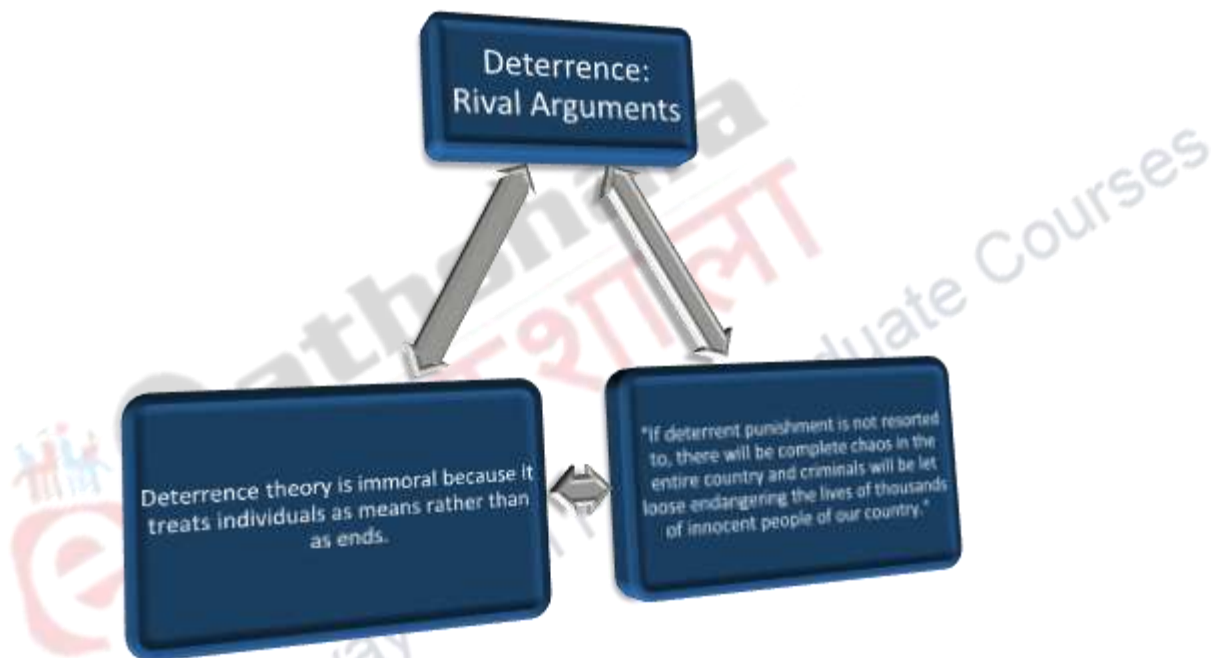 Deterrence:
Rival Arguments
Deterrence theory is immoral because it
treats individuals as means rather than
as ends.
"If deterrent punishment is not resorted
to, there will be complete chaos in the
entire country and criminals will be let
loose endangering the lives of thousands
of innocent people of our country."
Courses